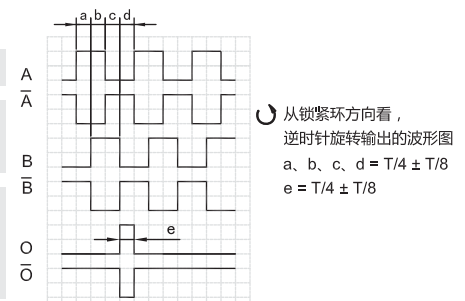 a b c d
A
A̅
B
B̅
e
O
O̅
从锁紧环方向看，
逆时针旋转输出的波形图
a、b、c、d = T/4 ± T/8
e = T/4 ± T/8